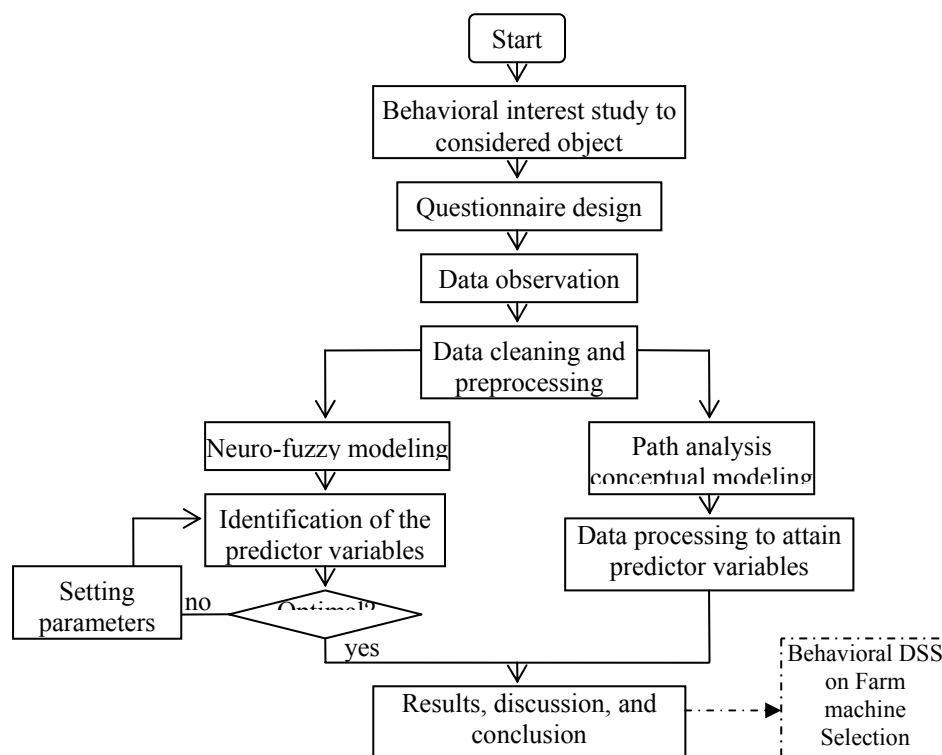 Start
Behavioral interest study to
considered object
Questionnaire design
Data observation
Data cleaning and
preprocessing
Neuro-fuzzy modeling
Path analysis
conceptual modeling
Identification of the
predictor variables
Data processing to attain
predictor variables
Setting
parameters
no
Optimal?
yes
Behavioral DSS
on Farm
machine
Selection
Results, discussion, and
conclusion